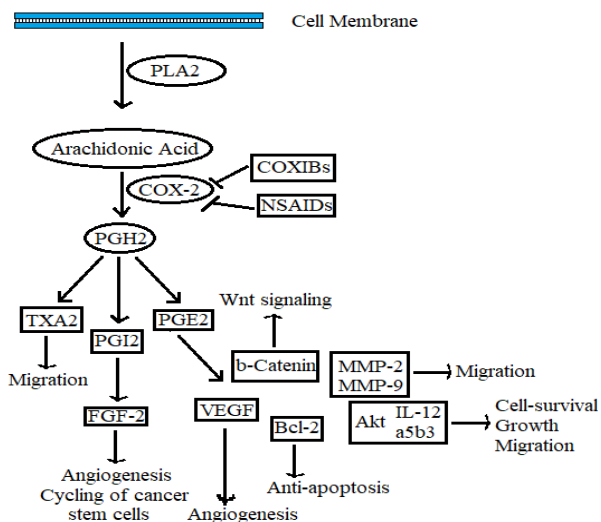 Cell Membrane
PLA2
Arachidonic Acid
COX-2
COXIBs
NSAIDs
PGH2
TXA2
PGI2
PGE2
Wnt signaling
b-Catenin
MMP-2
MMP-9
Migration
Migration
FGF-2
VEGF
Bcl-2
Akt IL-12
a5b3
Cell-survival
Growth
Migration
Angiogenesis
Cycling of cancer
stem cells
Angiogenesis
Anti-apoptosis